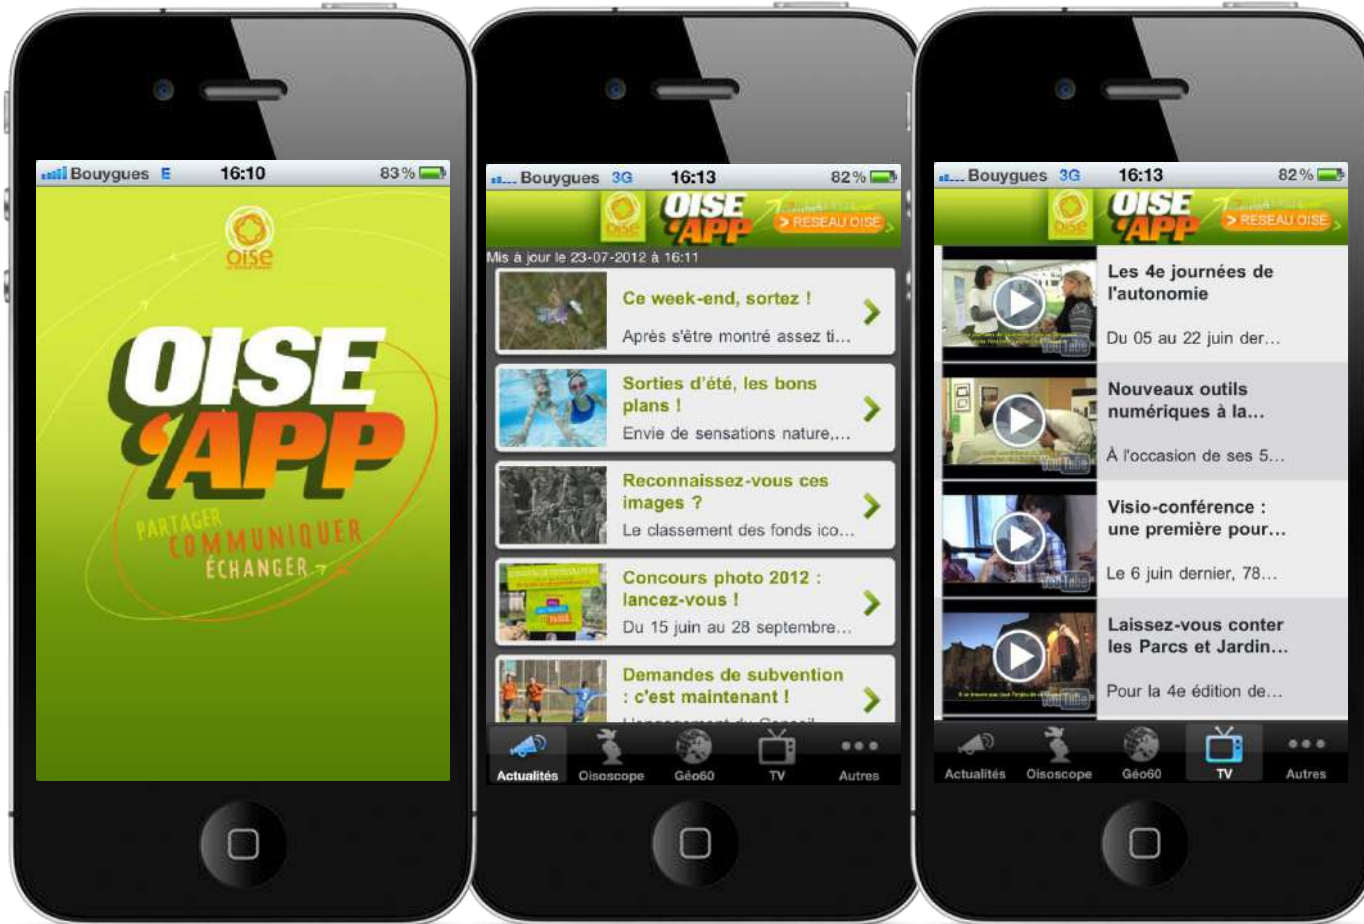 Bouygues E 16:10 83 %
Oise
OISE
'APP
PARTAGER
COMMUNIQUER
ÉCHANGER
Bouygues 3G 16:13 82 %
Oise
OISE
'APP
> RESEAU OISE
Mis à jour le 23-07-2012 à 16:11
Ce week-end, sortez !
Après s'être montré assez ti...
Sorties d'été, les bons
plans !
Envie de sensations nature,...
Reconnaissez-vous ces
images ?
Le classement des fonds ico...
Concours photo 2012 :
lancez-vous !
Du 15 juin au 28 septembre...
Demandes de subvention
: c'est maintenant !
Actualités Oisoscope Géo60 TV Autres
Bouygues 3G 16:13 82 %
Oise
OISE
'APP
> RESEAU OISE
Les 4e journées de
l'autonomie
Du 05 au 22 juin der...
YouTube
Nouveaux outils
numériques à la...
À l'occasion de ses 5...
YouTube
Visio-conférence :
une première pour...
Le 6 juin dernier, 78...
YouTube
Laissez-vous conter
les Parcs et Jardin...
Pour la 4e édition de...
YouTube
Actualités Oisoscope Géo60 TV Autres